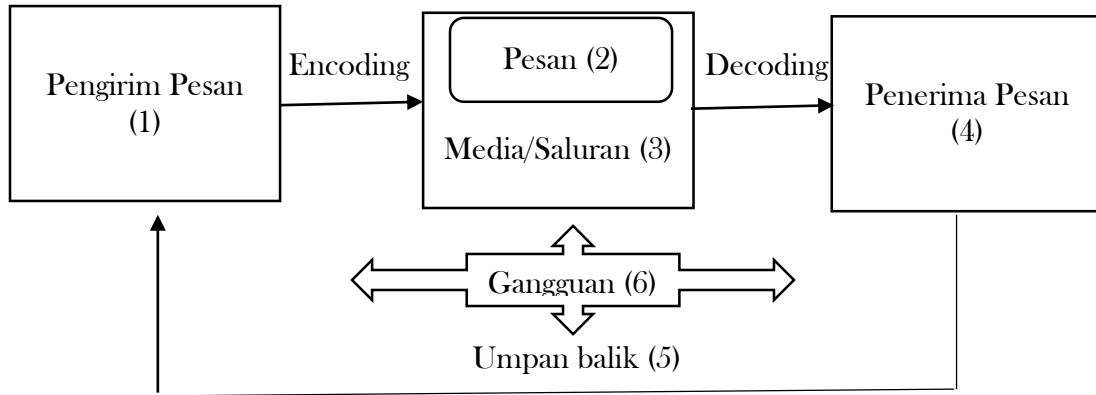 Pengirim Pesan
(1)
Encoding
Pesan (2)
Media/Saluran (3)
Decoding
Penerima Pesan
(4)
Gangguan (6)
Umpan balik (5)